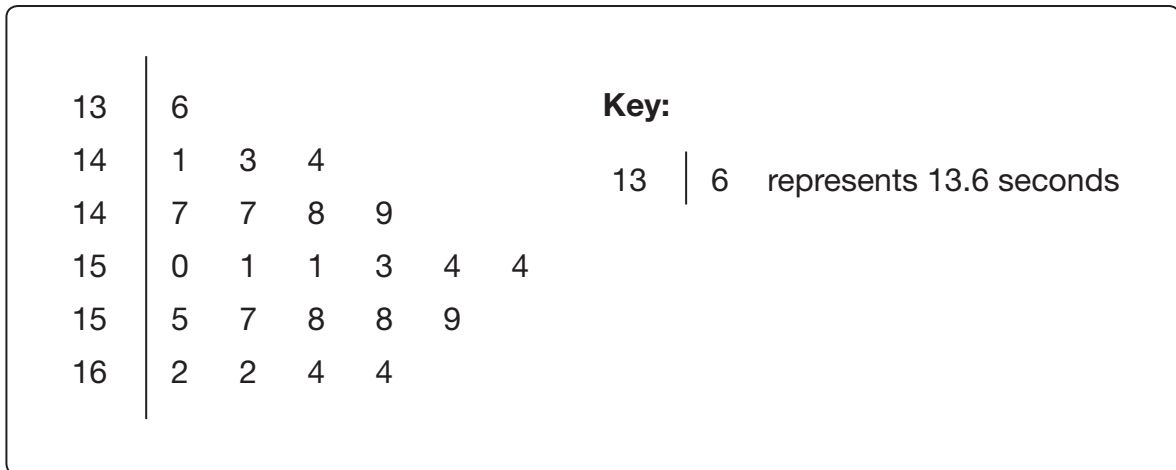 13 | 6
14 | 1 3 4
14 | 7 7 8 9
15 | 0 1 1 3 4 4
15 | 5 7 8 8 9
16 | 2 2 4 4
Key:
13 | 6 represents 13.6 seconds